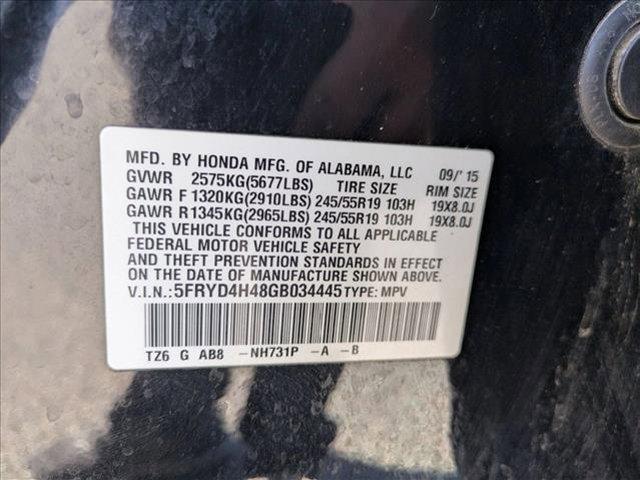 MFD. BY HONDA MFG. OF ALABAMA, LLC 09/'15
GVWR 2575KG(5677LBS) TIRE SIZE RIM SIZE
GAWR F 1320KG(2910LBS) 245/55R19 103H 19X8.0J
GAWR R1345KG(2965LBS) 245/55R19 103H 19X8.0J
THIS VEHICLE CONFORMS TO ALL APPLICABLE
FEDERAL MOTOR VEHICLE SAFETY
AND THEFT PREVENTION STANDARDS IN EFFECT
ON THE DATE OF MANUFACTURE SHOWN ABOVE.
V.I.N.:5FRYD4H48GB034445TYPE: MPV
TZ6 G AB8 -NH731P -A -B